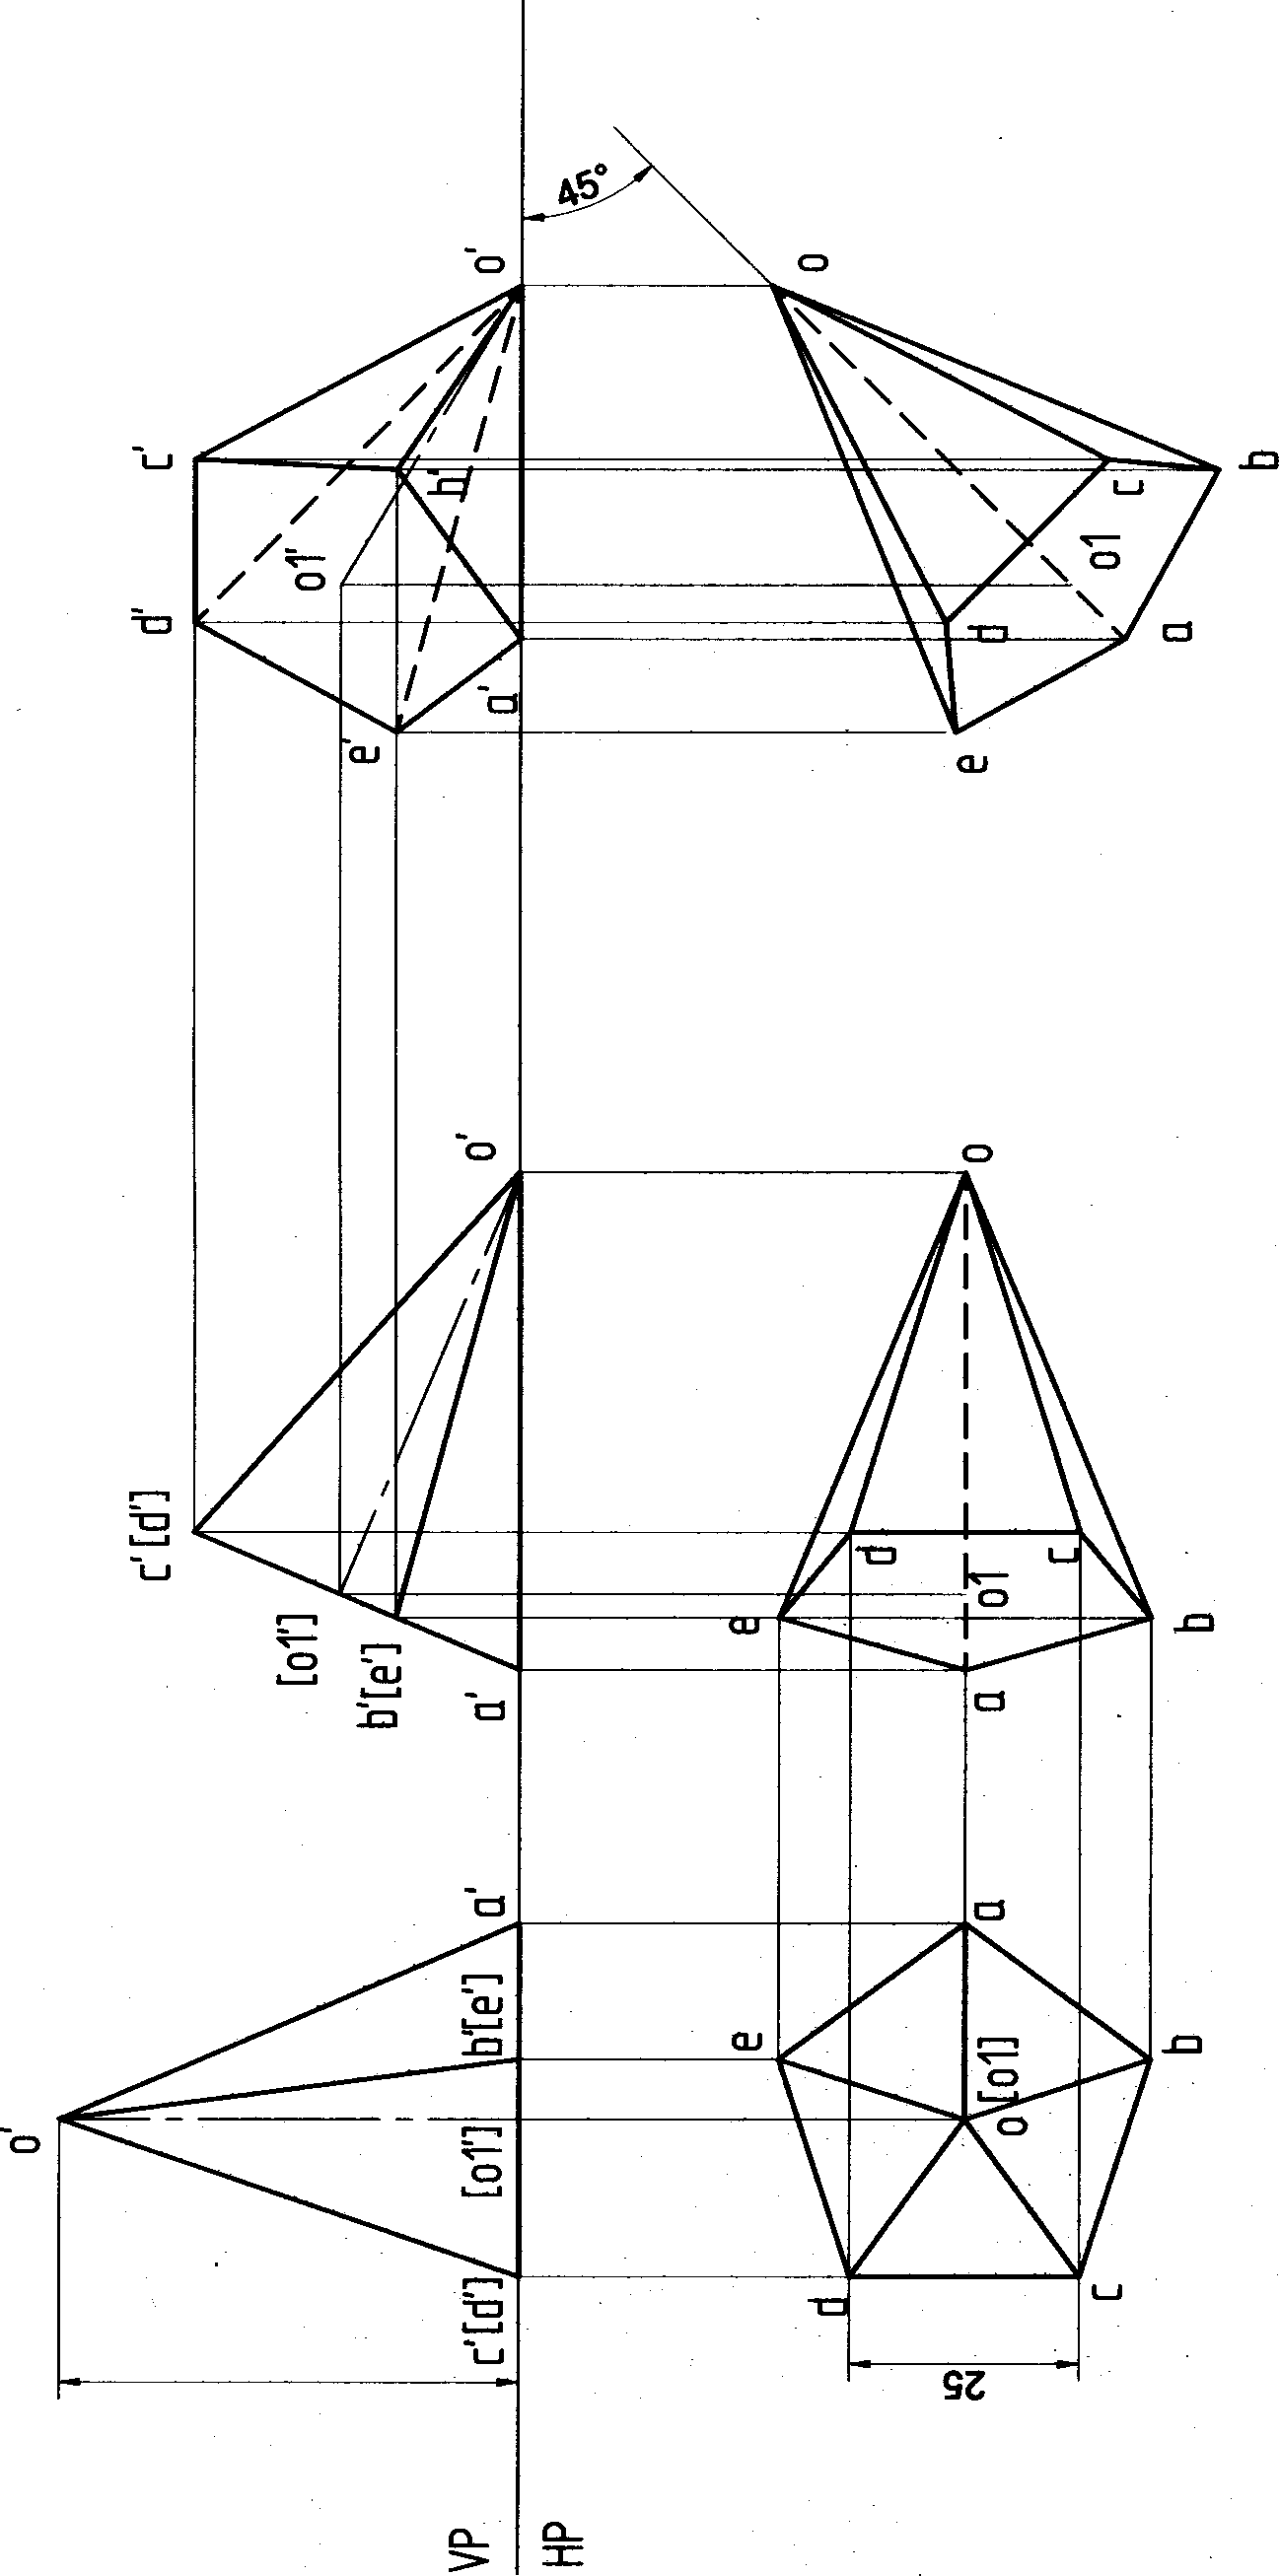 o'
c'[d']
[o1']
b'[e']
a'
VP
HP
25
d
c
e
b
o [o1]
a
c'[d']
[o1']
b'[e']
a'
o'
e
d
a
o1
c
b
o
d'
c'
o1'
e'
b'
a'
o'
45°
o
e
d
o1
c
a
b